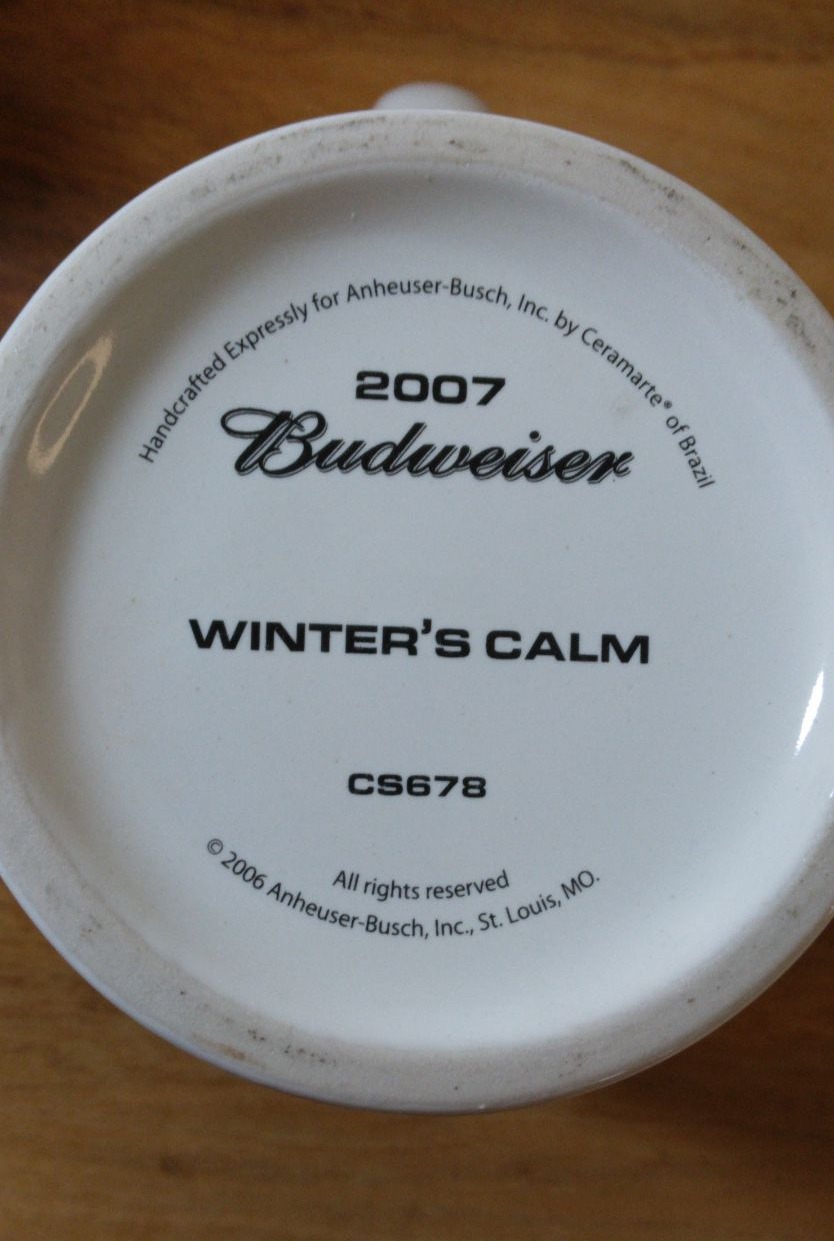 Handcrafted Expressly for Anheuser-Busch, Inc. by Ceramarte® of Brazil
2007
Budweiser
WINTER'S CALM
CS678
All rights reserved
© 2006 Anheuser-Busch, Inc., St. Louis, MO.